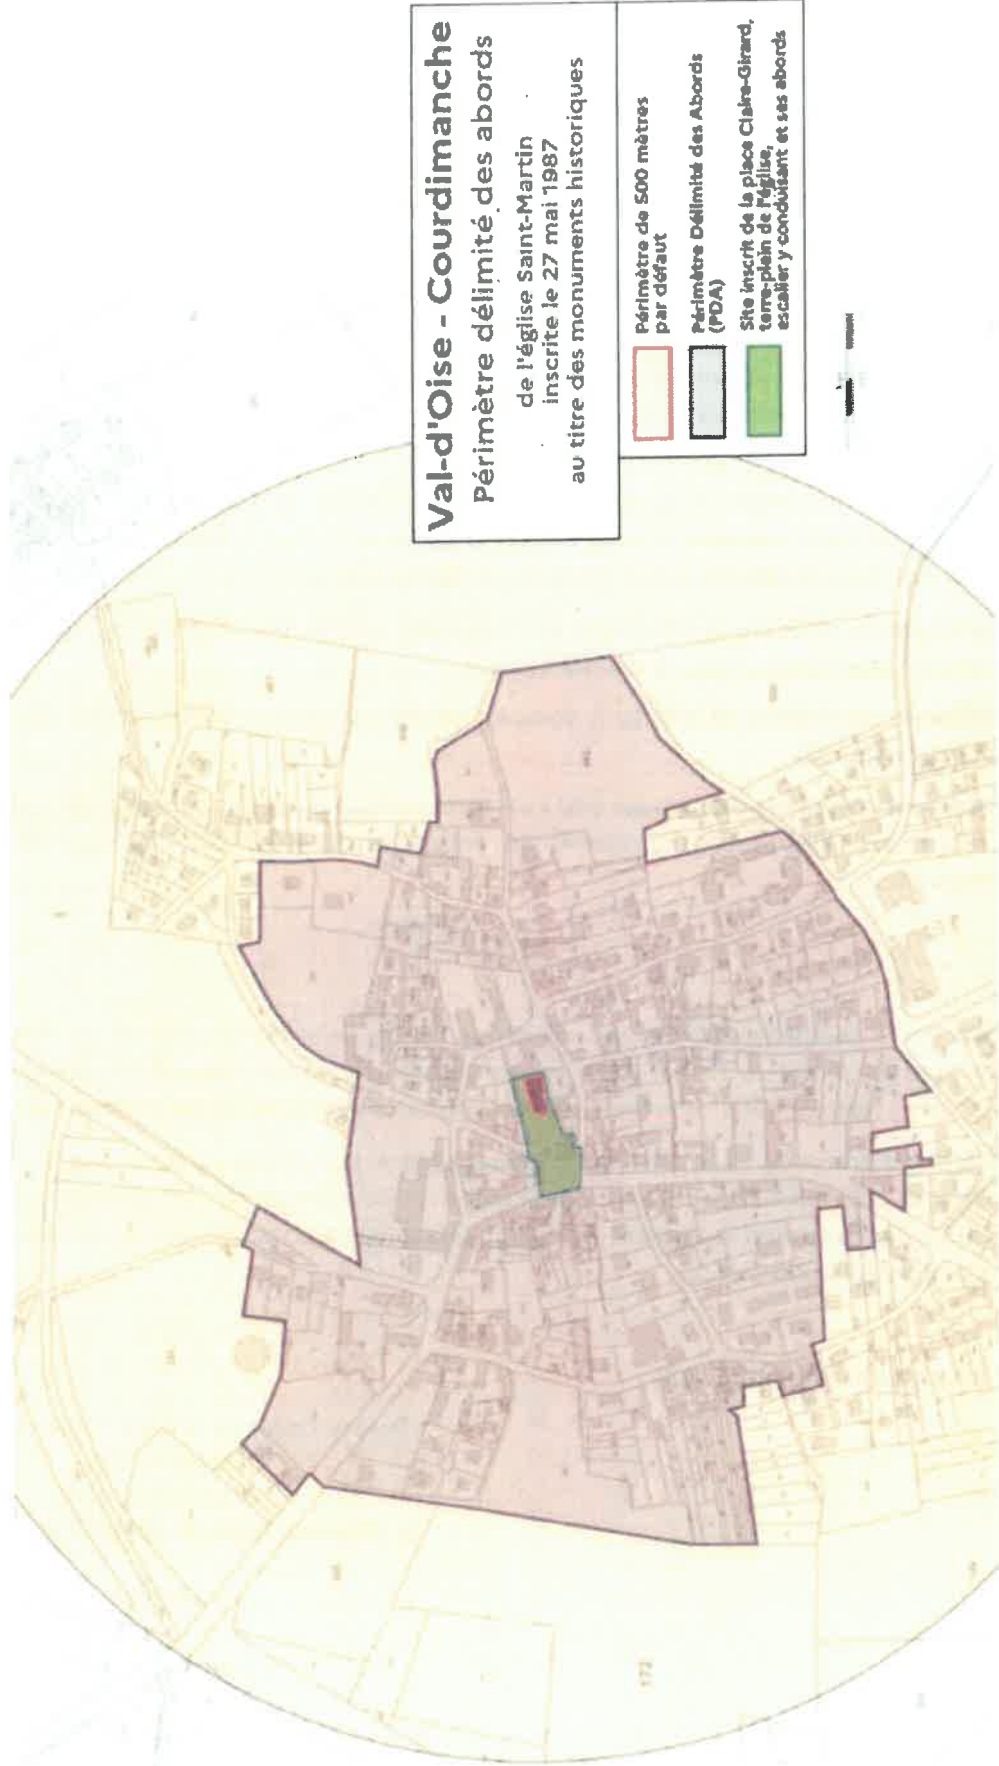 Val-d'Oise - Courdimanche
Périmètre délimité des abords
de l'église Saint-Martin
inscrite le 27 mai 1987
au titre des monuments historiques
Périmètre de 500 mètres
par défaut
Périmètre Délimité des Abords
(PDA)
Site inscrit de la place Claire-Girard,
terre-plein de l'église,
escalier y conduisant et ses abords
172